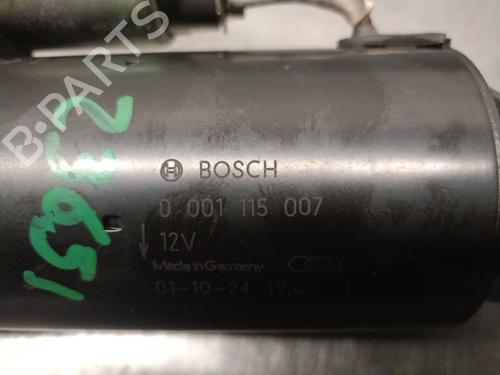 B-PARTS
BOSCH
0 001 115 007
12V
Made in Germany
01-10-24